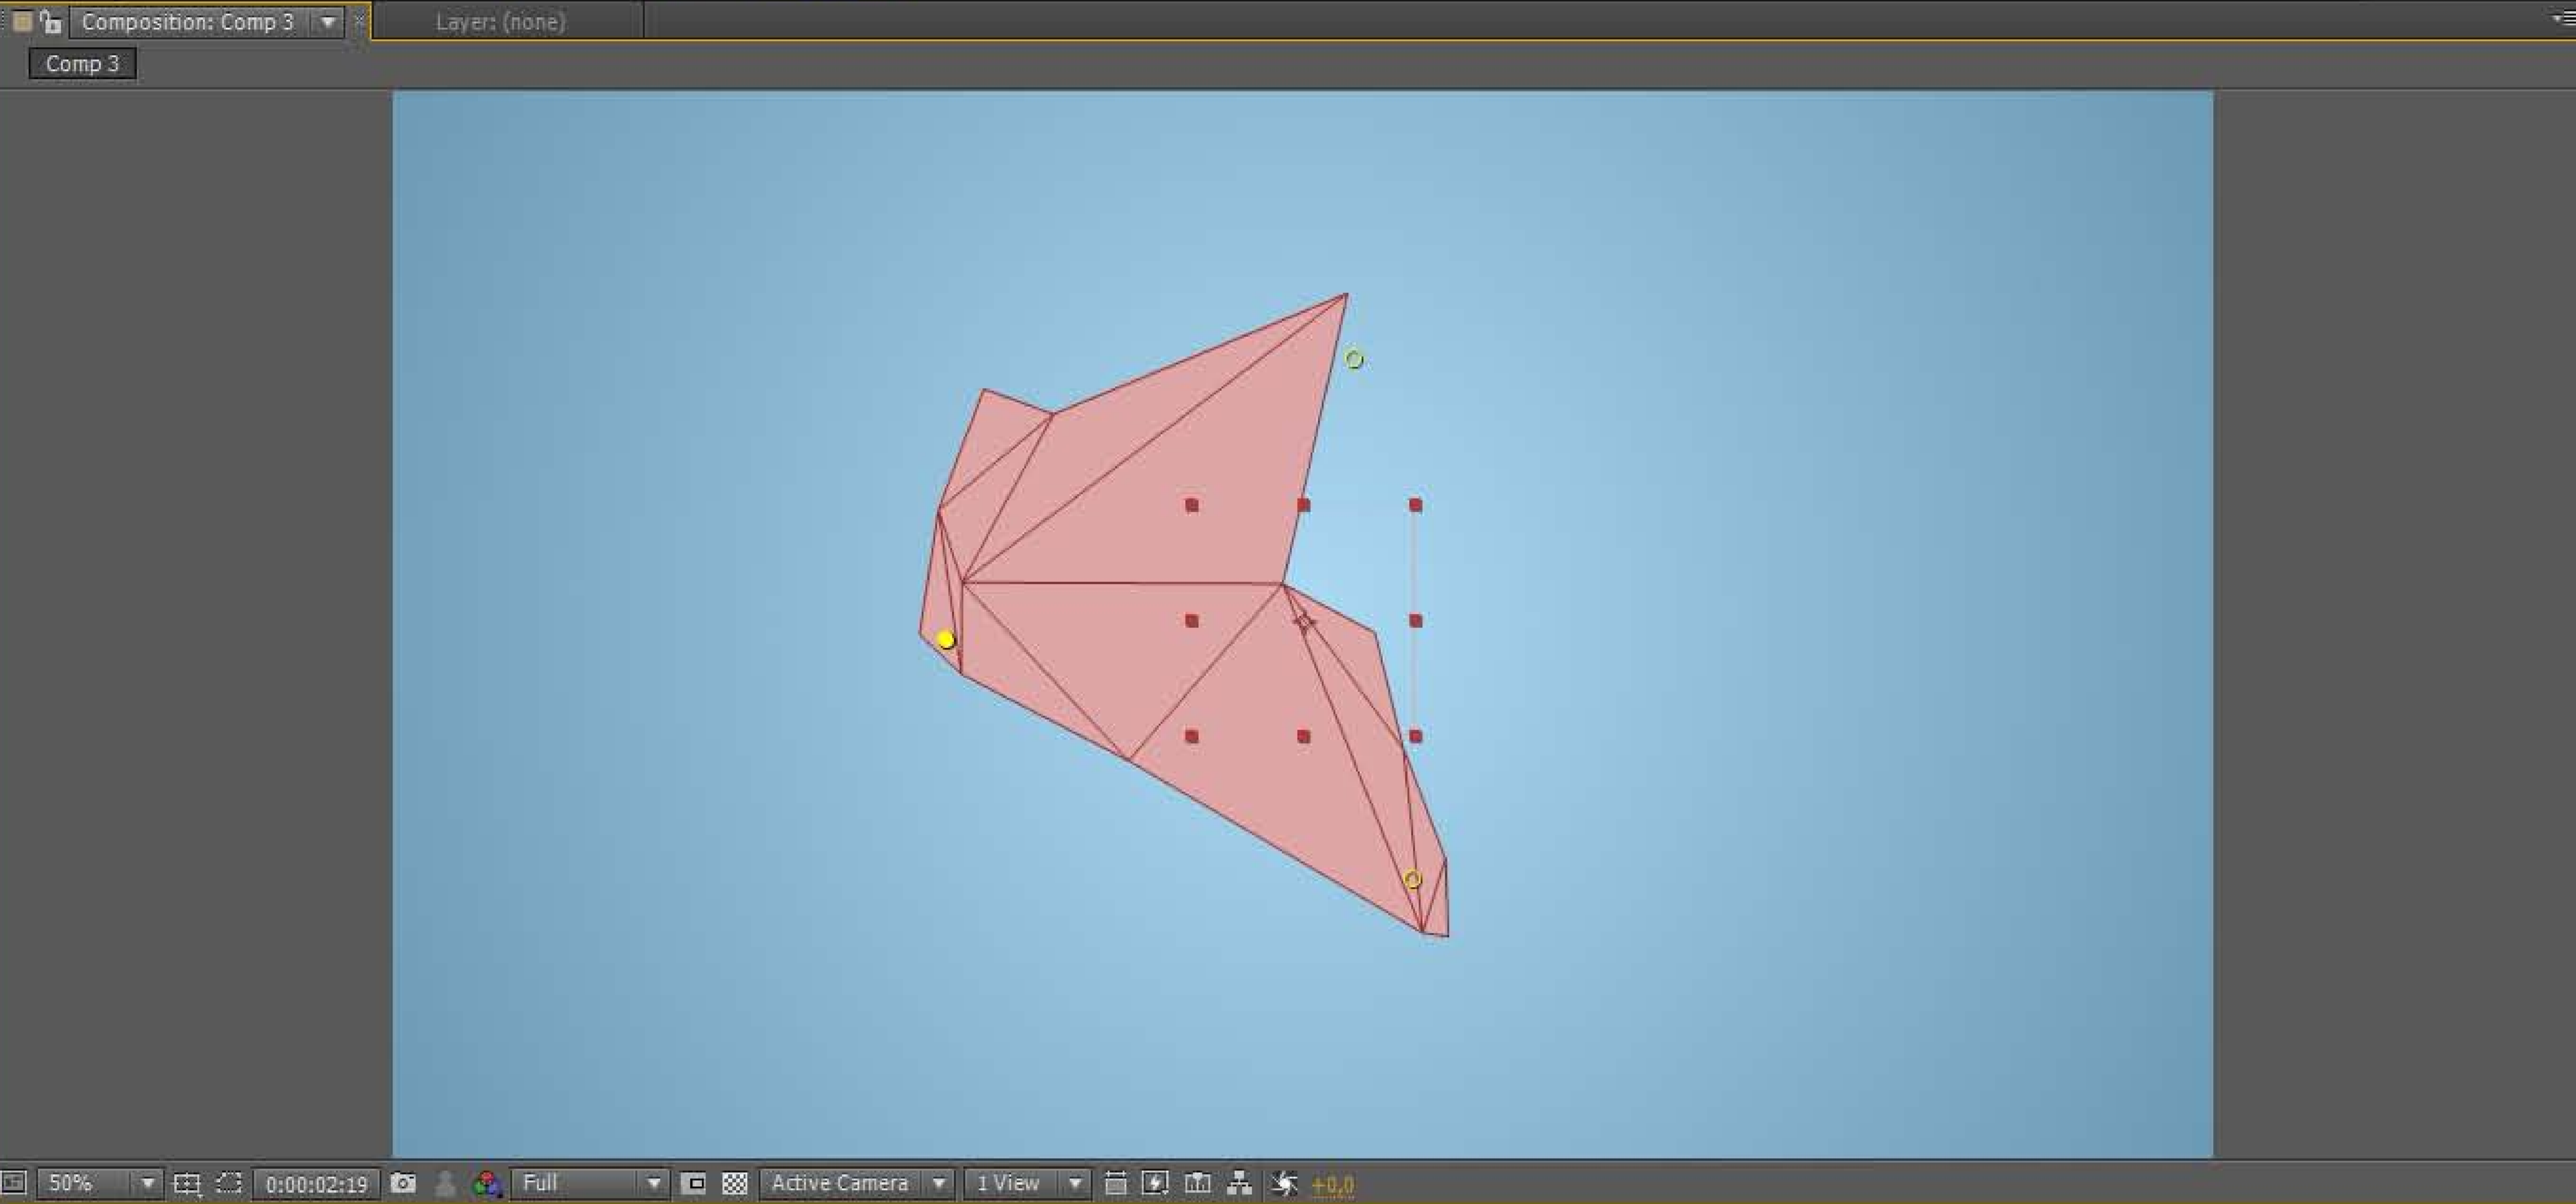 Composition: Comp 3
Layer: (none)
Comp 3
50%
0:00:02:19
Full
Active Camera
1 View
+0,0